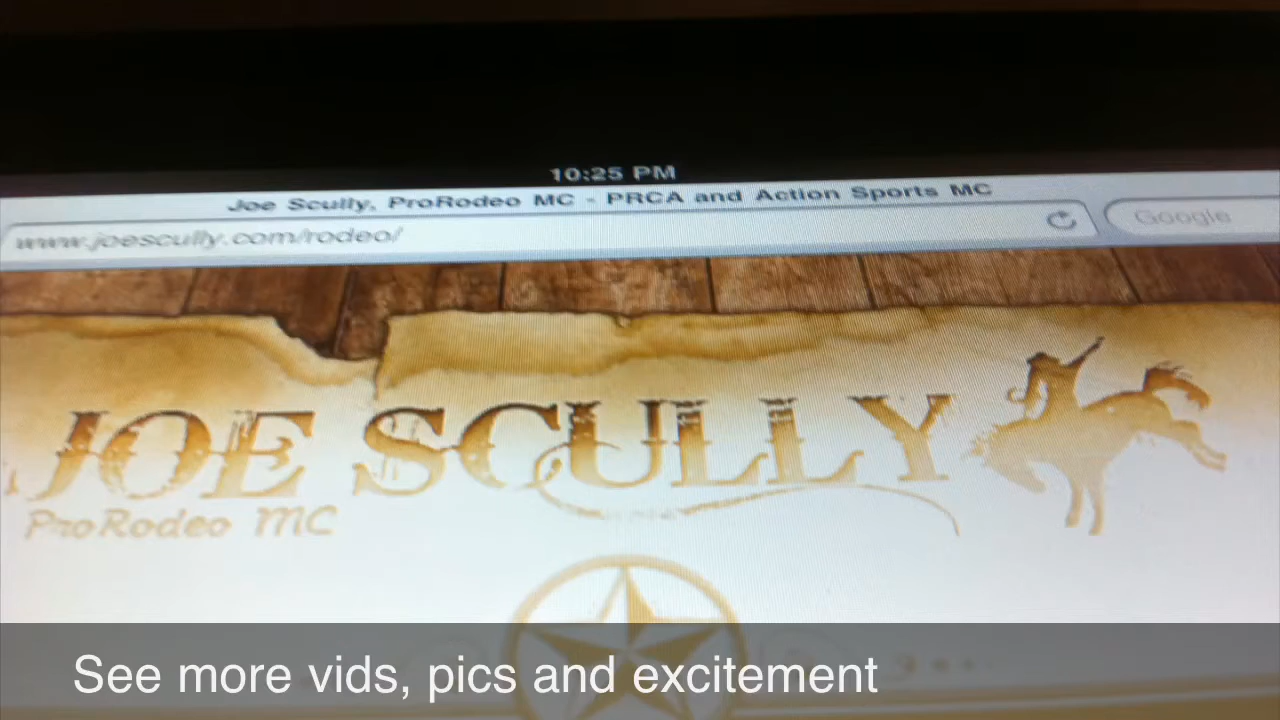 10:25 PM
Joe Scully, ProRodeo MC - PRCA and Action Sports MC
www.joescully.com/rodeo/
Google
JOE SCULLY
ProRodeo MC
See more vids, pics and excitement